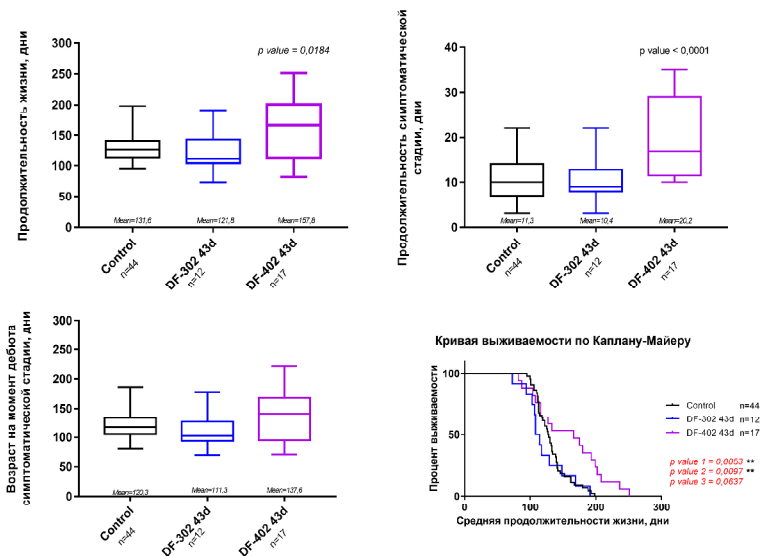 Продолжительность жизни, дни
300
250
200
150
100
50
0
p value = 0,0184
Mean=131,6
Mean=121,8
Mean=157,8
Control
n=44
DF-302 43d
n=12
DF-402 43d
n=17
Продолжительность симптоматической
стадии, дни
40
30
20
10
0
p value < 0,0001
Mean=11,3
Mean=10,4
Mean=20,2
Control
n=44
DF-302 43d
n=12
DF-402 43d
n=17
Возраст на момент дебюта
симптоматической стадии, дни
300
250
200
150
100
50
0
Mean=120,3
Mean=111,3
Mean=137,6
Control
n=44
DF-302 43d
n=12
DF-402 43d
n=17
Кривая выживаемости по Каплану-Майеру
Процент выживаемости
100
50
0
0 100 200 300
Средняя продолжительности жизни, дни
Control n=44
DF-302 43d n=12
DF-402 43d n=17
p value 1 = 0,0053 **
p value 2 = 0,0097 **
p value 3 = 0,0637